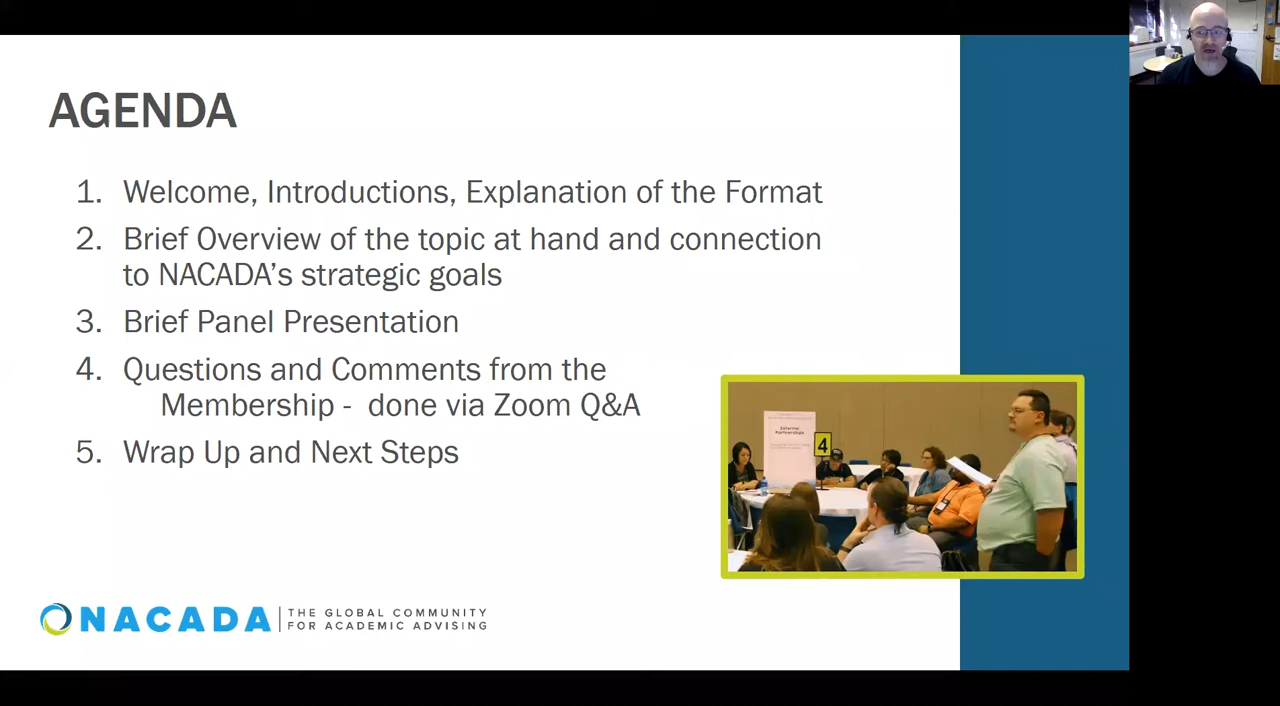 AGENDA
1. Welcome, Introductions, Explanation of the Format
2. Brief Overview of the topic at hand and connection
to NACADA's strategic goals
3. Brief Panel Presentation
4. Questions and Comments from the
Membership - done via Zoom Q&A
5. Wrap Up and Next Steps
External
Partnerships
4
NACADA
THE GLOBAL COMMUNITY
FOR ACADEMIC ADVISING